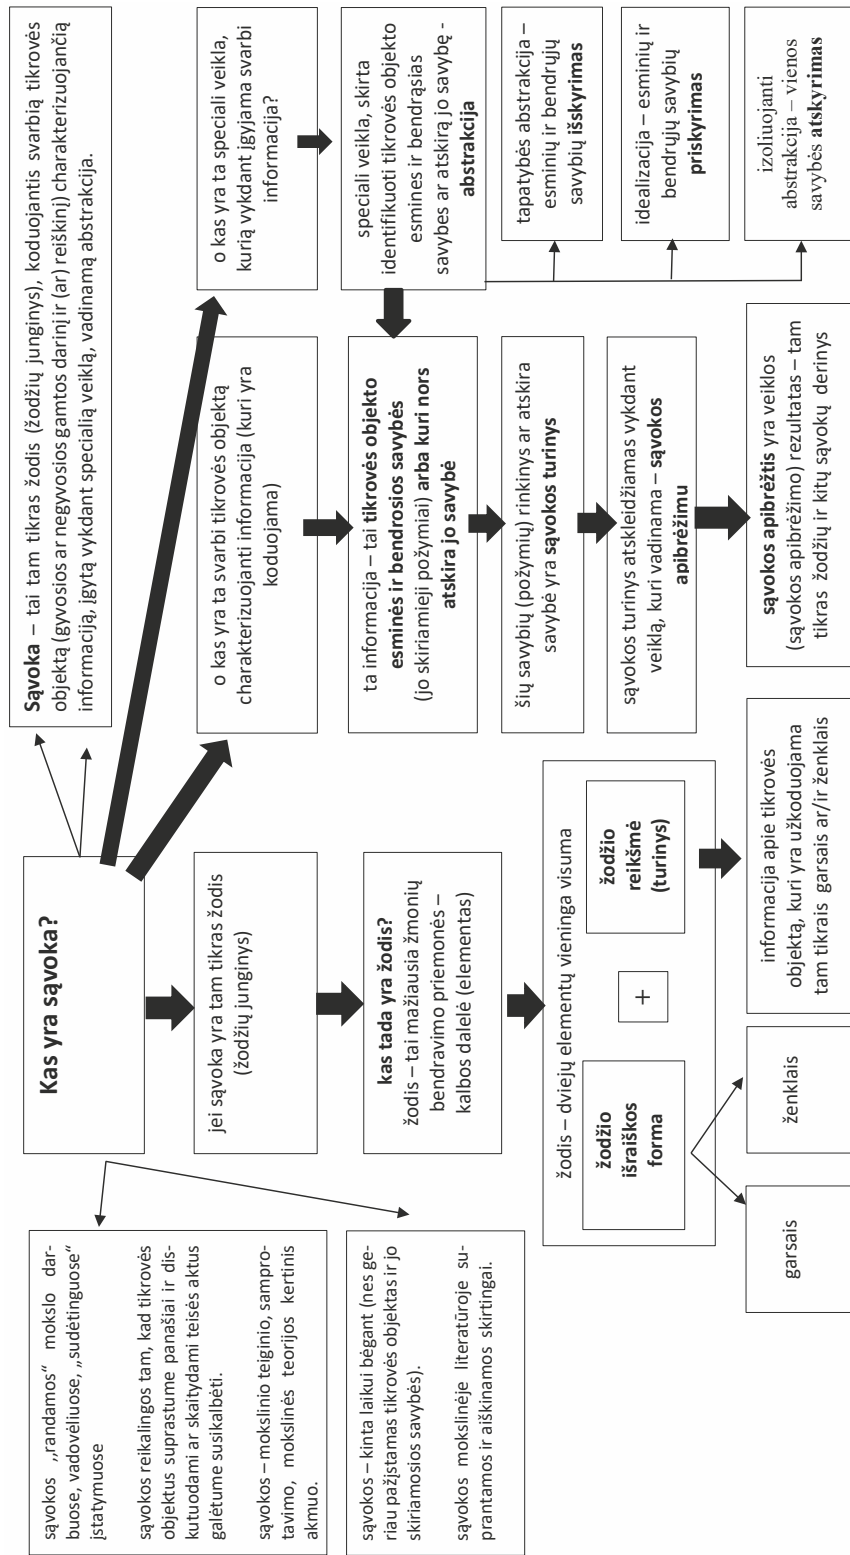 Kas yra sąvoka?
Sąvoka – tai tam tikras žodis (žodžių junginys), koduojantis svarbią tikrovės
objektą (gyvosios ar negyvosios gamtos darinį ir (ar) reiškinį) charakterizuojančią
informaciją, įgytą vykdant specialią veiklą, vadinamą abstrakcija.
sąvokos „randamos“ mokslo dar-
buose, vadovėliuose, „sudėtinguose“
įstatymuose
sąvokos reikalingos tam, kad tikrovės
objektus suprastume panašiai ir dis-
kutuodami ar skaitydami teisės aktus
galėtume susikalbėti.
sąvokos – mokslinio teiginio, sampro-
tavimo, mokslinės teorijos kertinis
akmuo.
sąvokos – kinta laikui bėgant (nes ge-
riau pažįstamas tikrovės objektas ir jo
skiriamosios savybės).
sąvokos mokslinėje literatūroje su-
prantamos ir aiškinamos skirtingai.
jei sąvoka yra tam tikras žodis
(žodžių junginys)
kas tada yra žodis?
žodis – tai mažiausia žmonių
bendravimo priemonės –
kalbos dalelė (elementas)
žodis – dviejų elementų vieninga visuma
žodžio
išraiškos
forma
+
žodžio
reikšmė
(turinys)
garsais
ženklais
informacija apie tikrovės
objektą, kuri yra užkoduojama
tam tikrais garsais ar/ir ženklais
o kas yra ta svarbi tikrovės objektą
charakterizuojanti informacija (kuri yra
koduojama)
ta informacija – tai tikrovės objekto
esminės ir bendrosios savybės
(jo skiriamieji požymiai) arba kuri nors
atskira jo savybė
šių savybių (požymių) rinkinys ar atskira
savybė yra sąvokos turinys
sąvokos turinys atskleidžiamas vykdant
veiklą, kuri vadinama – sąvokos
apibrėžimu
sąvokos apibrėžtis yra veiklos
(sąvokos apibrėžimo) rezultatas – tam
tikras žodžių ir kitų sąvokų derinys
o kas yra ta speciali veikla,
kurią vykdant įgyjama svarbi
informacija?
speciali veikla, skirta
identifikuoti tikrovės objekto
esmines ir bendrąsias
savybes ar atskirą jo savybę -
abstrakcija
tapatybės abstrakcija –
esminių ir bendrųjų
savybių išskyrimas
idealizacija – esminių ir
bendrųjų savybių
priskyrimas
izoliuojanti
abstrakcija – vienos
savybės atskyrimas